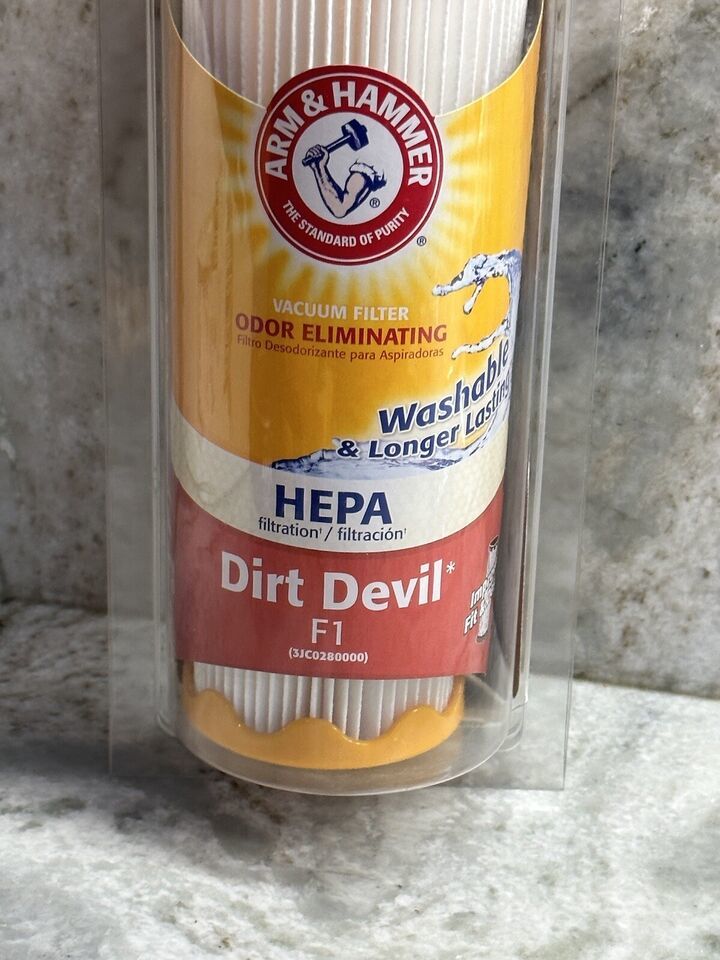 ARM & HAMMER
®
THE STANDARD OF PURITY
®
VACUUM FILTER
ODOR ELIMINATING
Filtro Desodorizante para Aspiradoras
Washable
& Longer Lasting
HEPA
filtration† / filtración†
Dirt Devil*
F1
(3JC0280000)
Fit